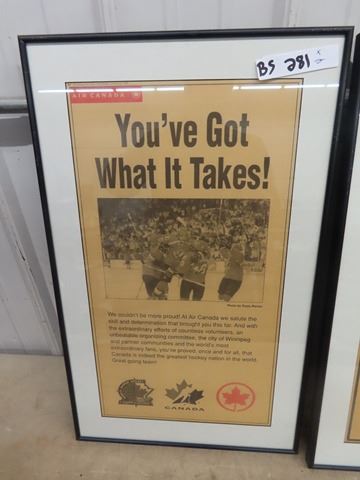 BS 281 x
2
AIR CANADA
You've Got
What It Takes!
We couldn't be more proud! At Air Canada we salute the
skill and determination that brought you this far. And with
the extraordinary efforts of countless volunteers, an
unbeatable organizing committee, the city of Winnipeg
and partner communities and the world's most
extraordinary fans, you've proved, once and for all, that
Canada is indeed the greatest hockey nation in the world.
Great going team!
CANADA